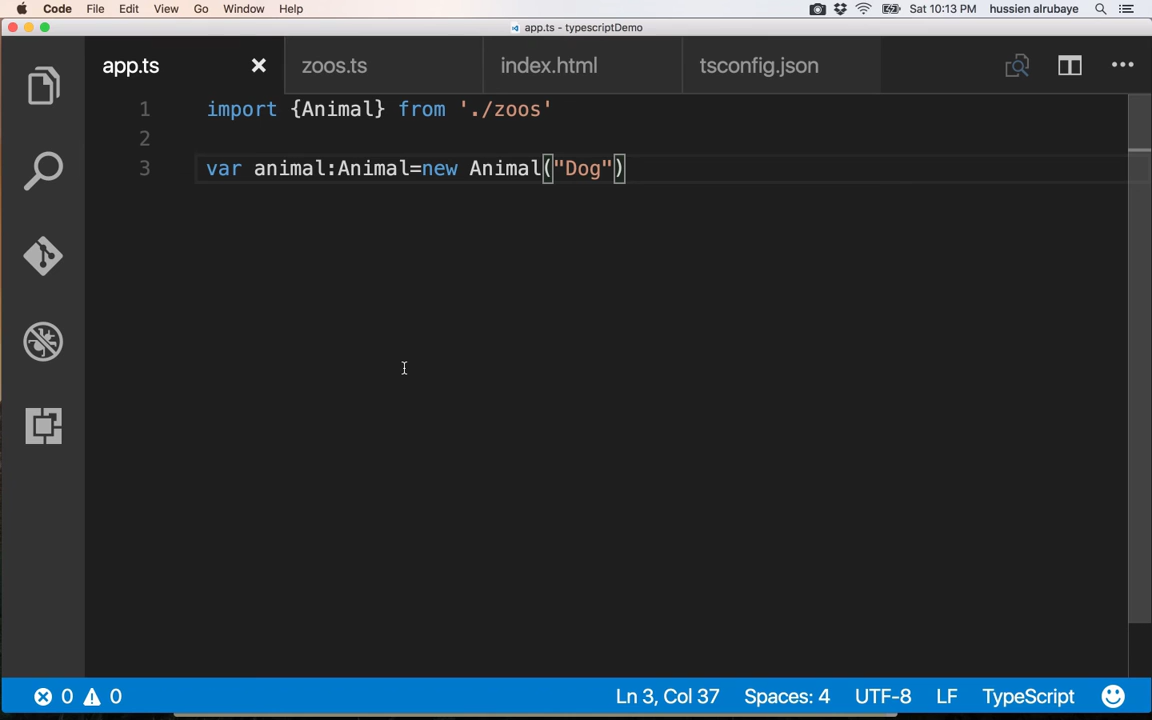 Code File Edit View Go Window Help Sat 10:13 PM hussien alrubaye
app.ts - typescriptDemo
app.ts zoos.ts index.html tsconfig.json
1 import {Animal} from './zoos'
2
3 var animal:Animal=new Animal("Dog")
0 0 Ln 3, Col 37 Spaces: 4 UTF-8 LF TypeScript